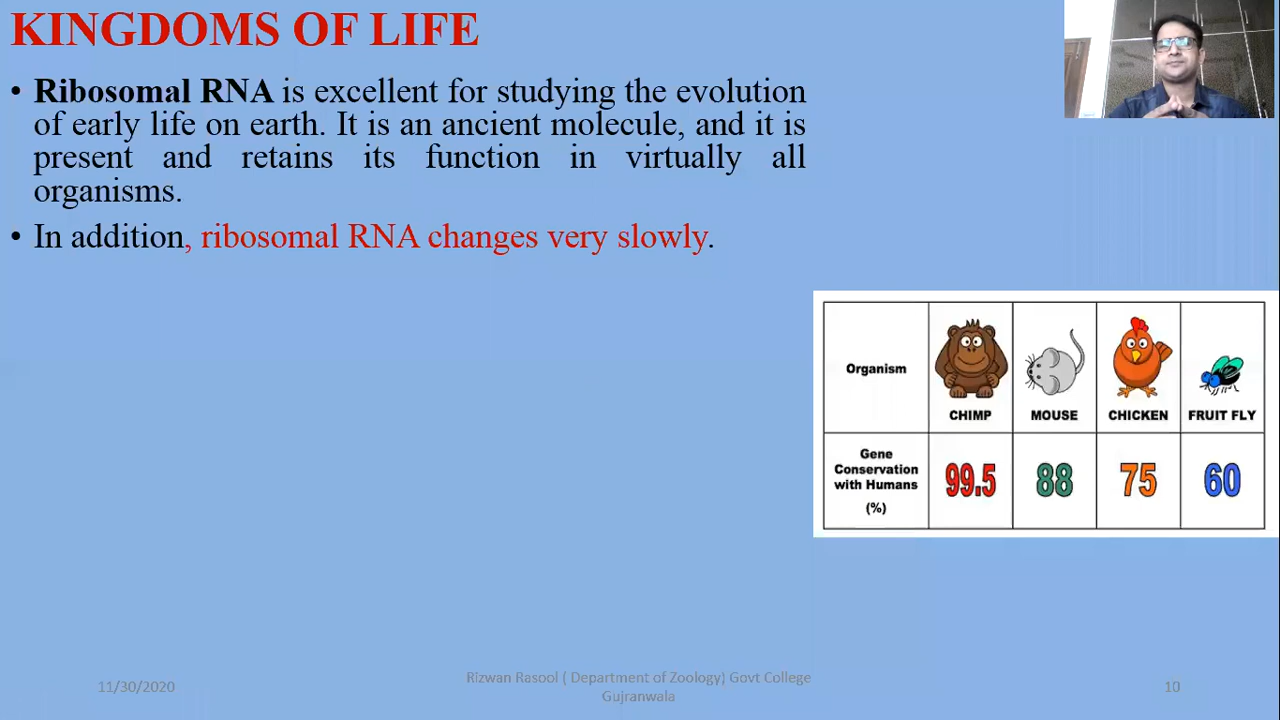 KINGDOMS OF LIFE
• Ribosomal RNA is excellent for studying the evolution
of early life on earth. It is an ancient molecule, and it is
present and retains its function in virtually all
organisms.
• In addition, ribosomal RNA changes very slowly.
Organism
CHIMP MOUSE CHICKEN FRUIT FLY
Gene
Conservation
with Humans
(%)
99.5 88 75 60
11/30/2020
Rizwan Rasool ( Department of Zoology) Govt College
Gujranwala
10